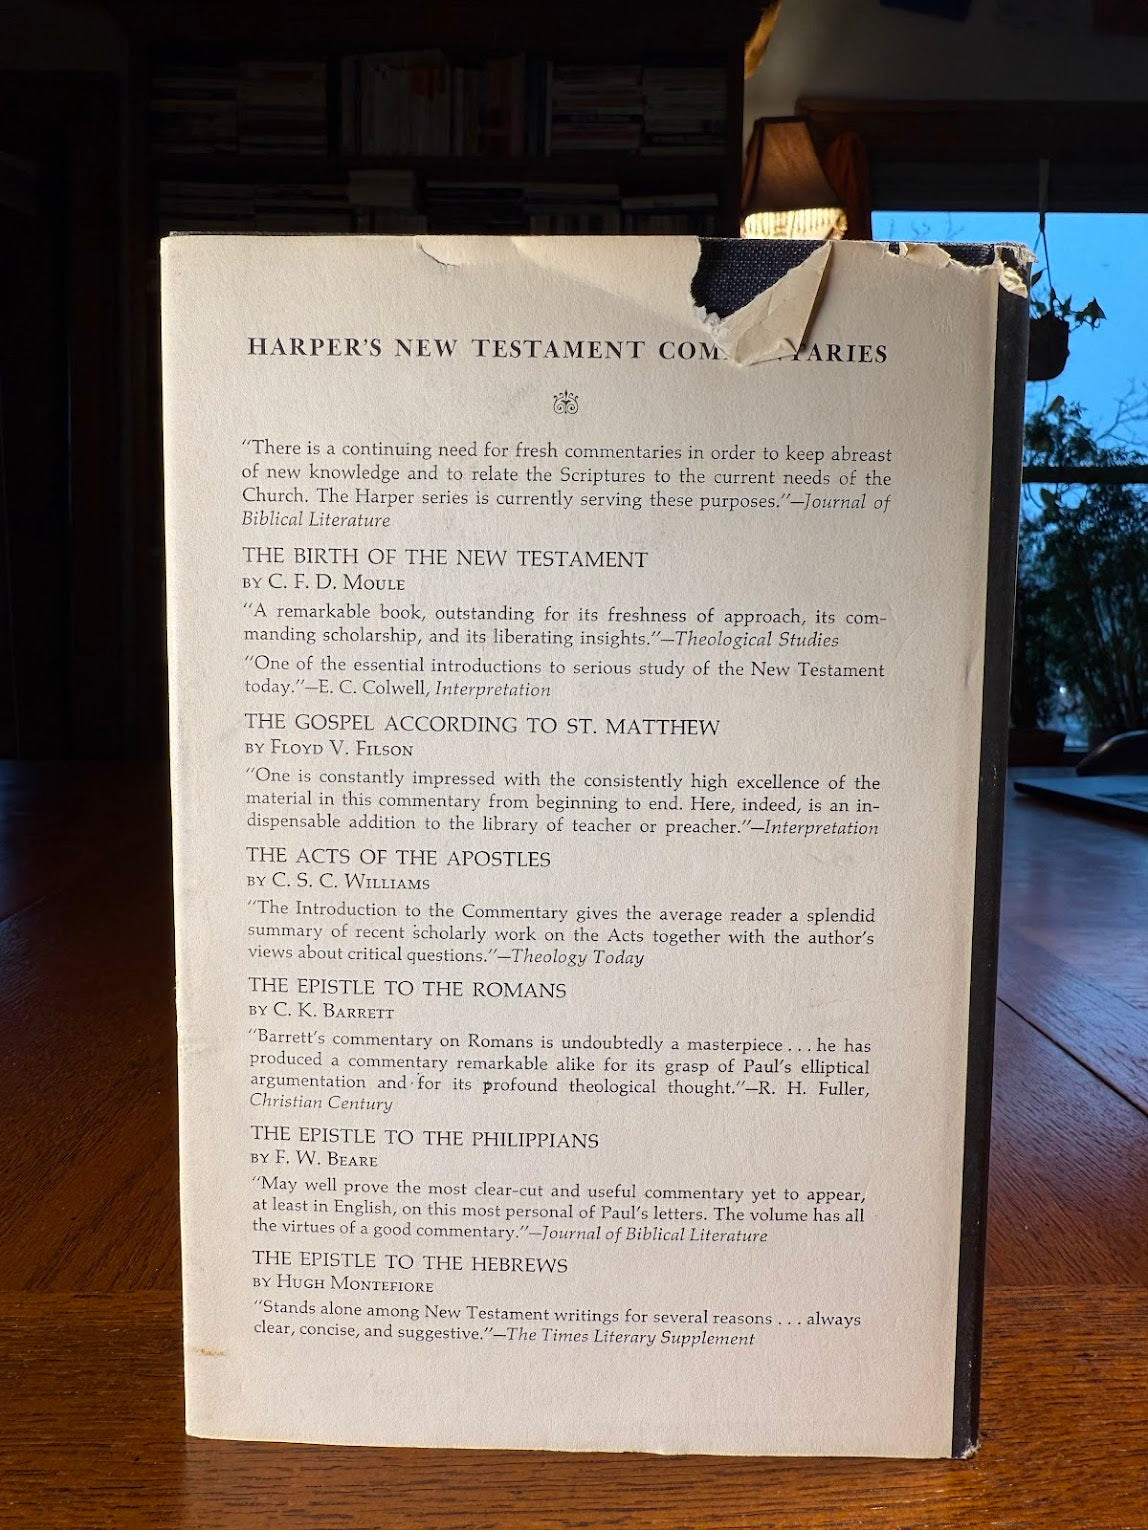 HARPER'S NEW TESTAMENT COM TARIES
"There is a continuing need for fresh commentaries in order to keep abreast
of new knowledge and to relate the Scriptures to the current needs of the
Church. The Harper series is currently serving these purposes."—Journal of
Biblical Literature
THE BIRTH OF THE NEW TESTAMENT
BY C. F. D. MOULE
"A remarkable book, outstanding for its freshness of approach, its com-
manding scholarship, and its liberating insights."—Theological Studies
"One of the essential introductions to serious study of the New Testament
today."—E. C. Colwell, Interpretation
THE GOSPEL ACCORDING TO ST. MATTHEW
BY FLOYD V. FILSON
"One is constantly impressed with the consistently high excellence of the
material in this commentary from beginning to end. Here, indeed, is an in-
dispensable addition to the library of teacher or preacher."—Interpretation
THE ACTS OF THE APOSTLES
BY C. S. C. WILLIAMS
"The Introduction to the Commentary gives the average reader a splendid
summary of recent scholarly work on the Acts together with the author's
views about critical questions."—Theology Today
THE EPISTLE TO THE ROMANS
BY C. K. BARRETT
"Barrett's commentary on Romans is undoubtedly a masterpiece . . . he has
produced a commentary remarkable alike for its grasp of Paul's elliptical
argumentation and for its profound theological thought."—R. H. Fuller,
Christian Century
THE EPISTLE TO THE PHILIPPIANS
BY F. W. BEARE
"May well prove the most clear-cut and useful commentary yet to appear,
at least in English, on this most personal of Paul's letters. The volume has all
the virtues of a good commentary."—Journal of Biblical Literature
THE EPISTLE TO THE HEBREWS
BY HUGH MONTEFIORE
"Stands alone among New Testament writings for several reasons . . . always
clear, concise, and suggestive."—The Times Literary Supplement